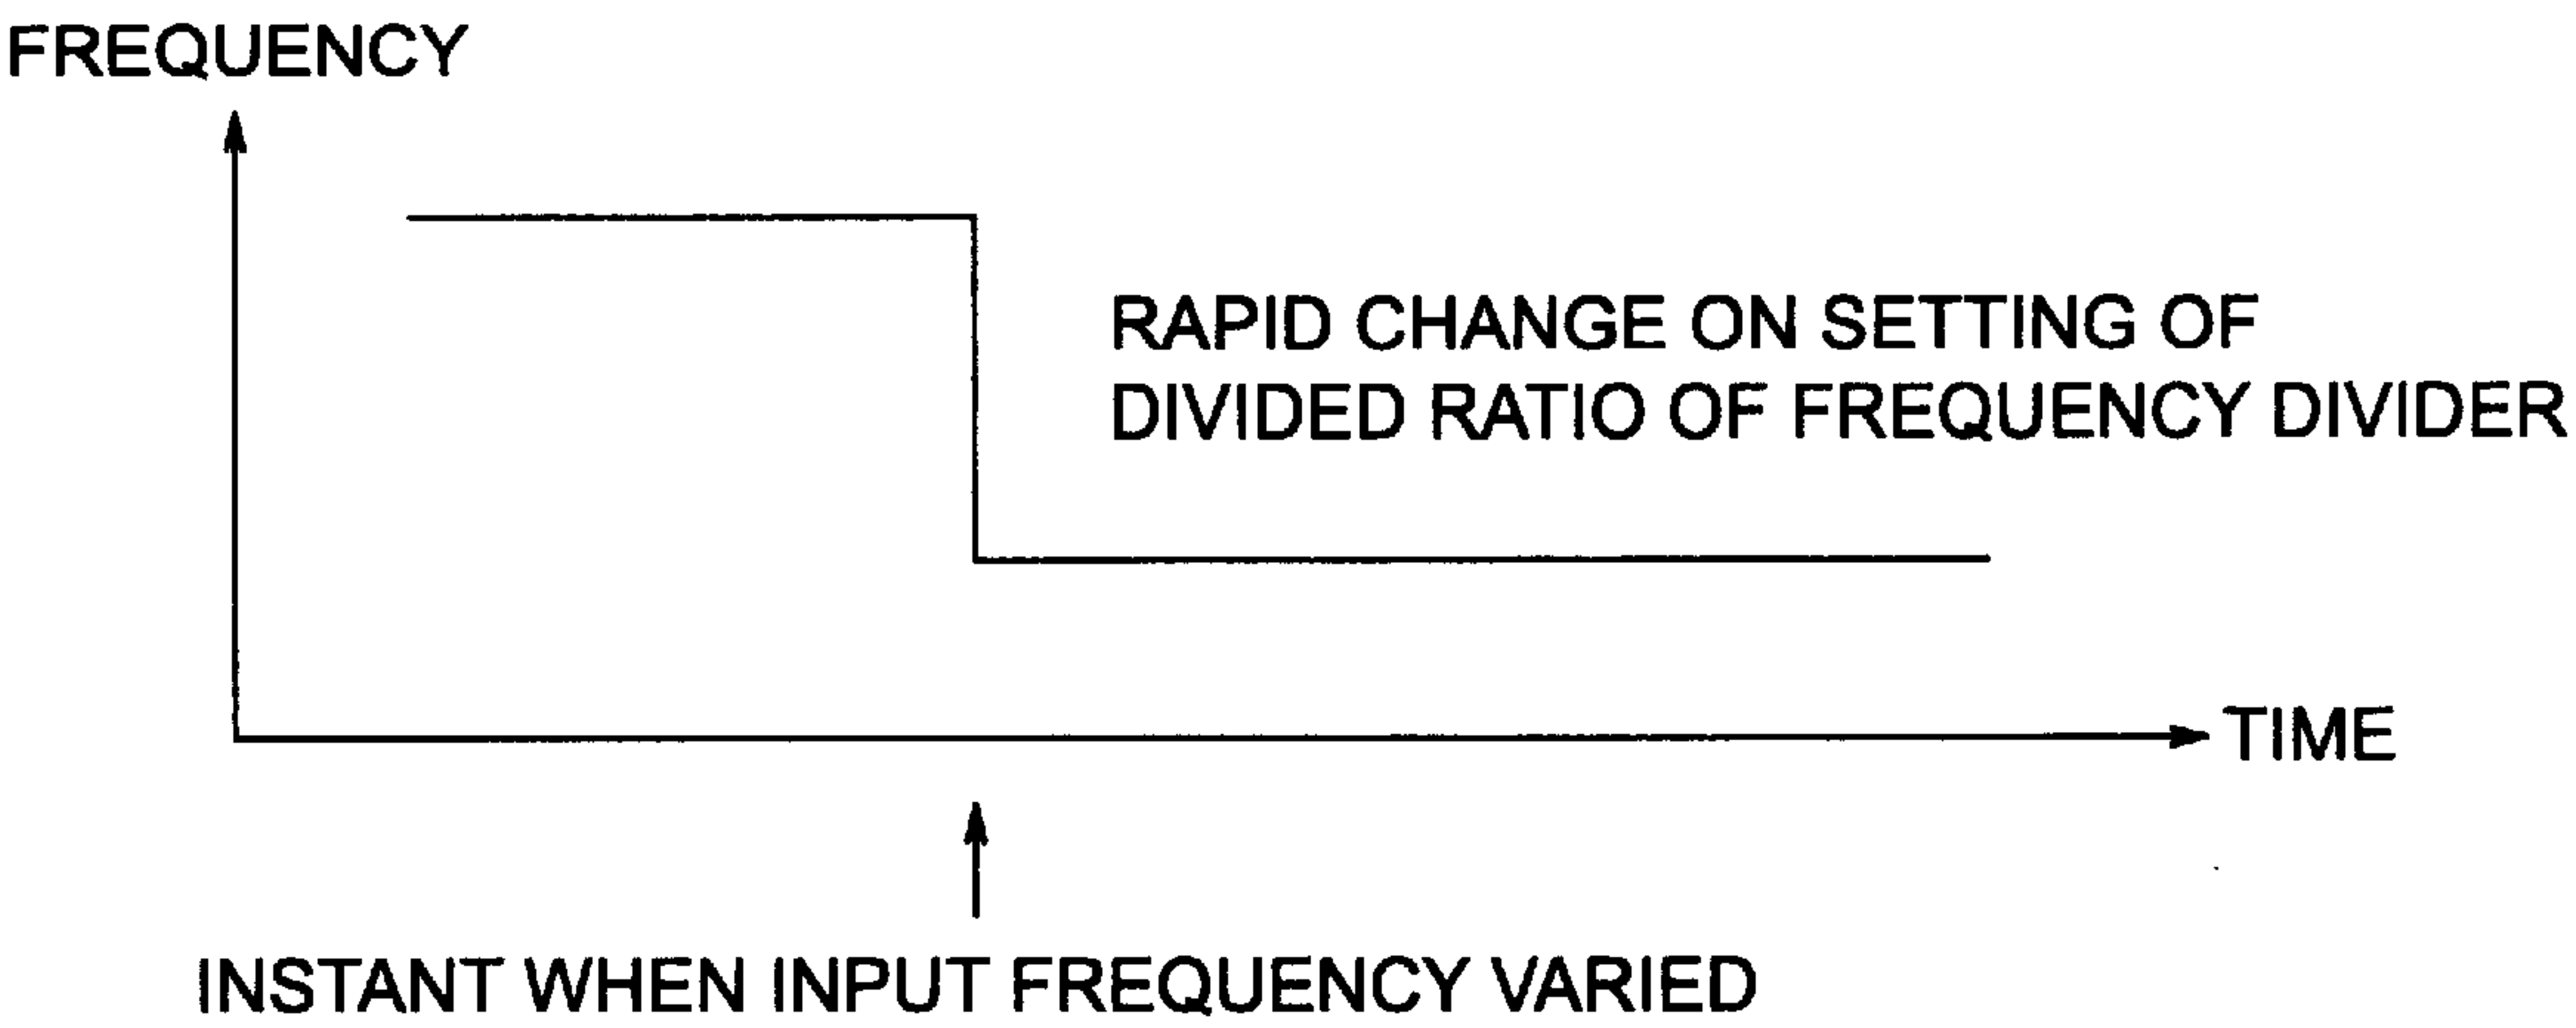 FREQUENCY
RAPID CHANGE ON SETTING OF
DIVIDED RATIO OF FREQUENCY DIVIDER
TIME
INSTANT WHEN INPUT FREQUENCY VARIED